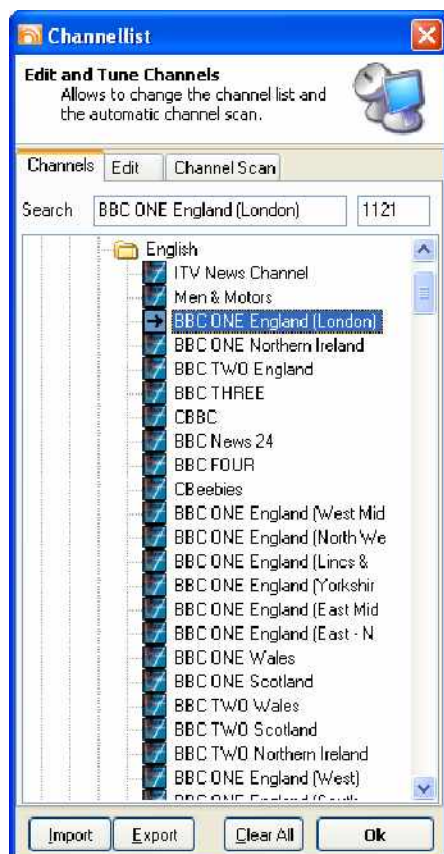 Channellist
Edit and Tune Channels
Allows to change the channel list and
the automatic channel scan.
Channels Edit Channel Scan
Search BBC ONE England (London) 1121
English
ITV News Channel
Men & Motors
BBC ONE England (London)
BBC ONE Northern Ireland
BBC TWO England
BBC THREE
CBBC
BBC News 24
BBC FOUR
CBeebies
BBC ONE England (West Mid
BBC ONE England (North We
BBC ONE England (Lincs &
BBC ONE England (Yorkshir
BBC ONE England (East Mid
BBC ONE England (East - N
BBC ONE Wales
BBC ONE Scotland
BBC TWO Wales
BBC TWO Scotland
BBC TWO Northern Ireland
BBC ONE England (West)
BBC ONE England (South
Import Export Clear All Ok